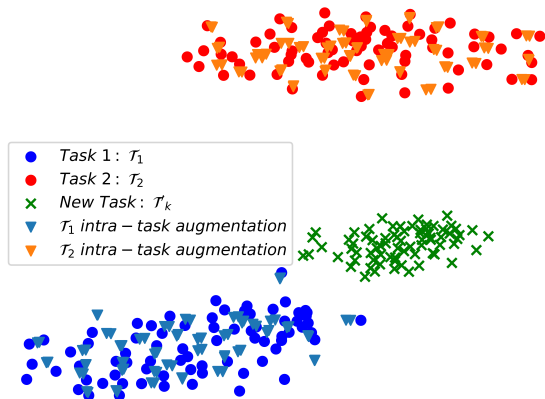 Task 1 : 𝒯₁
Task 2 : 𝒯₂
New Task : 𝒯′ₖ
𝒯₁ intra − task augmentation
𝒯₂ intra − task augmentation